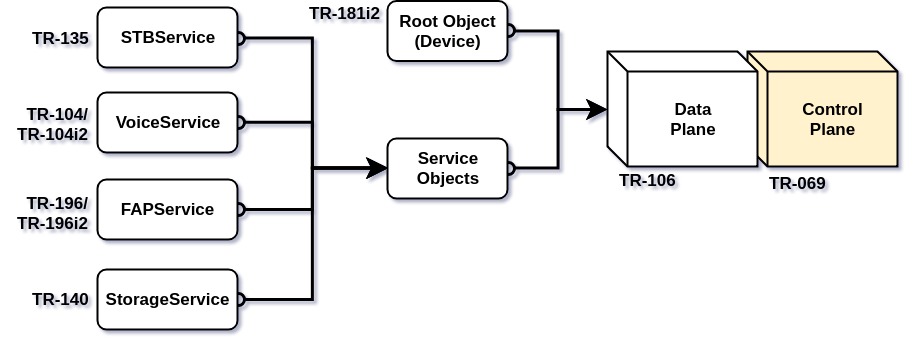 TR-135
STBService
TR-104/
TR-104i2
VoiceService
TR-196/
TR-196i2
FAPService
TR-140
StorageService
TR-181i2
Root Object
(Device)
Service
Objects
Data
Plane
TR-106
Control
Plane
TR-069